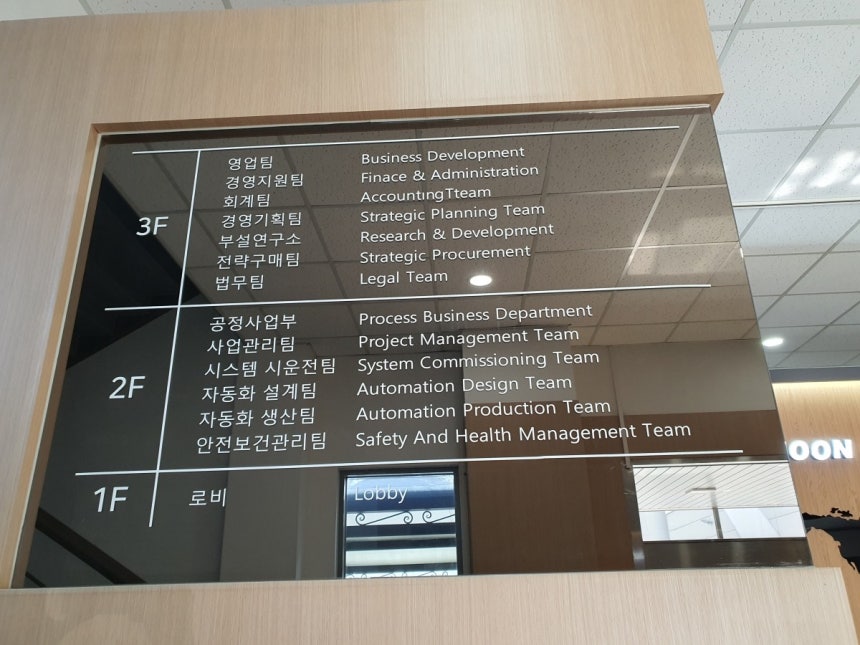 3F
영업팀 Business Development
경영지원팀 Finace & Administration
회계팀 AccountingTteam
경영기획팀 Strategic Planning Team
부설연구소 Research & Development
전략구매팀 Strategic Procurement
법무팀 Legal Team
2F
공정사업부 Process Business Department
사업관리팀 Project Management Team
시스템 시운전팀 System Commissioning Team
자동화 설계팀 Automation Design Team
자동화 생산팀 Automation Production Team
안전보건관리팀 Safety And Health Management Team
1F
로비 Lobby